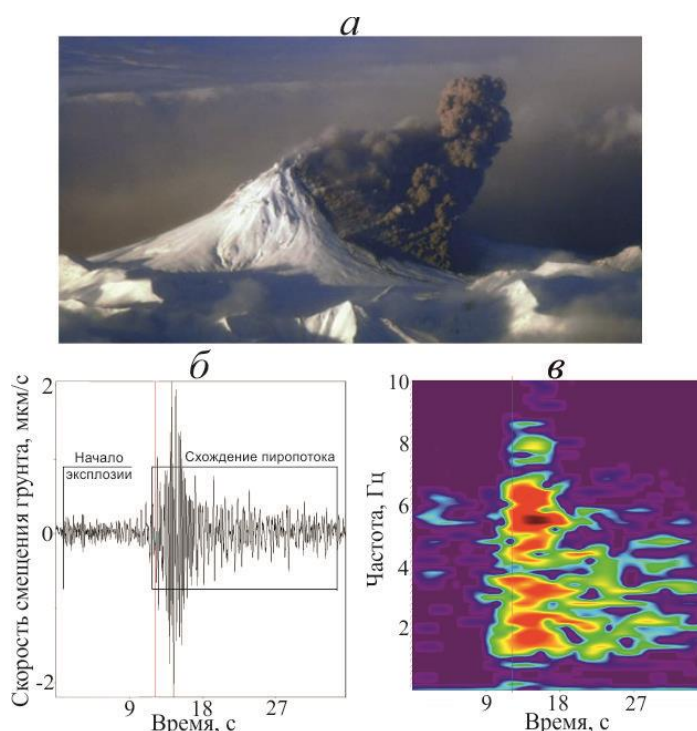 а
б
Скорость смещения грунта, мкм/с
2
0
-2
Начало
эксплозии
Схождение пиропотока
9
18
27
Время, с
в
Частота, Гц
10
8
6
4
2
9
18
27
Время, с